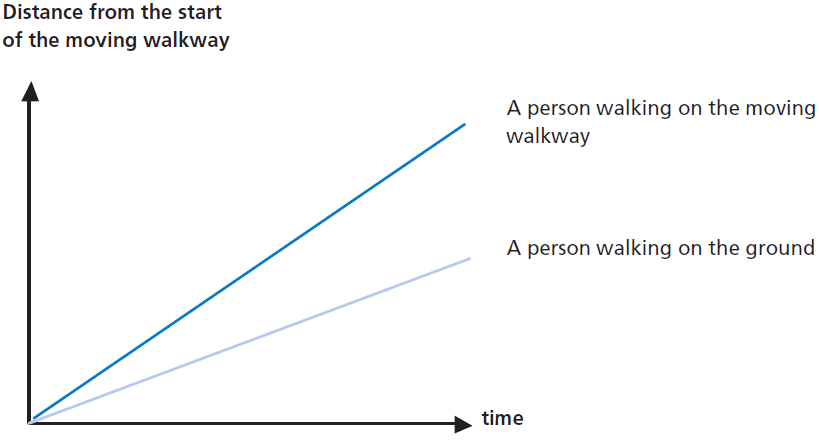 Distance from the start
of the moving walkway
A person walking on the moving
walkway
A person walking on the ground
time